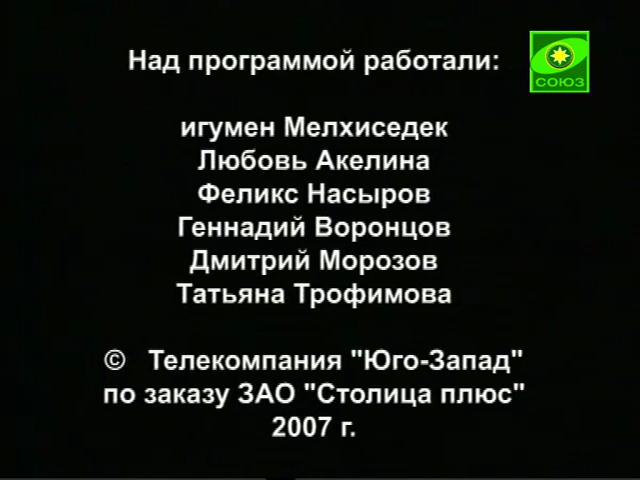 Над программой работали:
СОЮЗ
игумен Мелхиседек
Любовь Акелина
Феликс Насыров
Геннадий Воронцов
Дмитрий Морозов
Татьяна Трофимова
© Телекомпания "Юго-Запад"
по заказу ЗАО "Столица плюс"
2007 г.